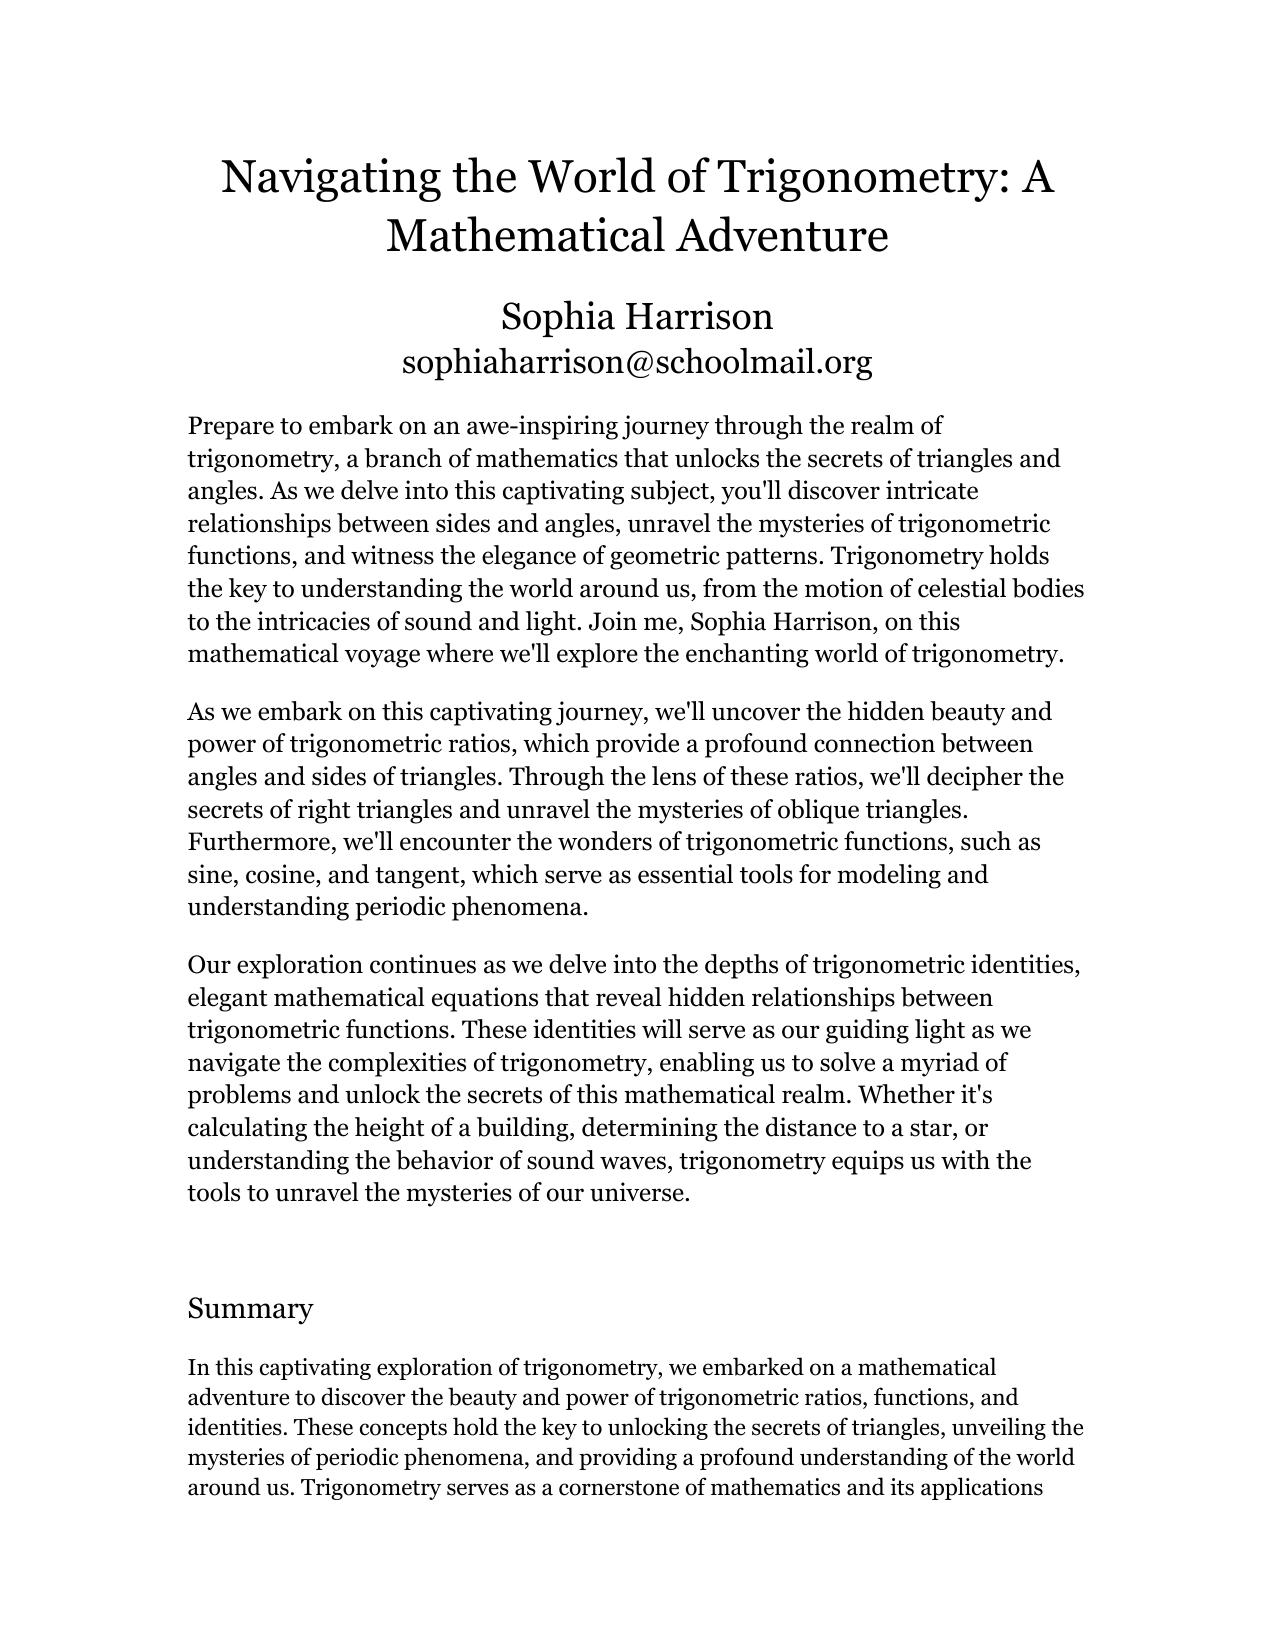 Navigating the World of Trigonometry: A
Mathematical Adventure
Sophia Harrison
sophiaharrison@schoolmail.org
Prepare to embark on an awe-inspiring journey through the realm of
trigonometry, a branch of mathematics that unlocks the secrets of triangles and
angles. As we delve into this captivating subject, you'll discover intricate
relationships between sides and angles, unravel the mysteries of trigonometric
functions, and witness the elegance of geometric patterns. Trigonometry holds
the key to understanding the world around us, from the motion of celestial bodies
to the intricacies of sound and light. Join me, Sophia Harrison, on this
mathematical voyage where we'll explore the enchanting world of trigonometry.
As we embark on this captivating journey, we'll uncover the hidden beauty and
power of trigonometric ratios, which provide a profound connection between
angles and sides of triangles. Through the lens of these ratios, we'll decipher the
secrets of right triangles and unravel the mysteries of oblique triangles.
Furthermore, we'll encounter the wonders of trigonometric functions, such as
sine, cosine, and tangent, which serve as essential tools for modeling and
understanding periodic phenomena.
Our exploration continues as we delve into the depths of trigonometric identities,
elegant mathematical equations that reveal hidden relationships between
trigonometric functions. These identities will serve as our guiding light as we
navigate the complexities of trigonometry, enabling us to solve a myriad of
problems and unlock the secrets of this mathematical realm. Whether it's
calculating the height of a building, determining the distance to a star, or
understanding the behavior of sound waves, trigonometry equips us with the
tools to unravel the mysteries of our universe.
Summary
In this captivating exploration of trigonometry, we embarked on a mathematical
adventure to discover the beauty and power of trigonometric ratios, functions, and
identities. These concepts hold the key to unlocking the secrets of triangles, unveiling the
mysteries of periodic phenomena, and providing a profound understanding of the world
around us. Trigonometry serves as a cornerstone of mathematics and its applications